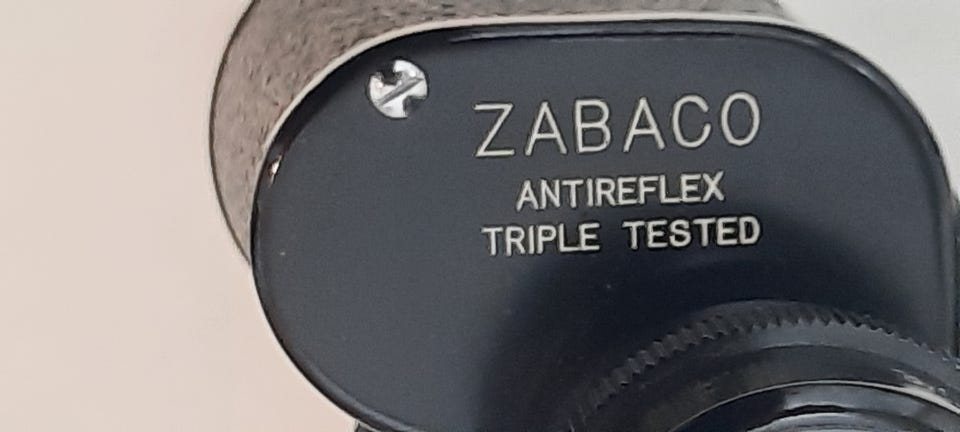 ZABACO
ANTIREFLEX
TRIPLE TESTED